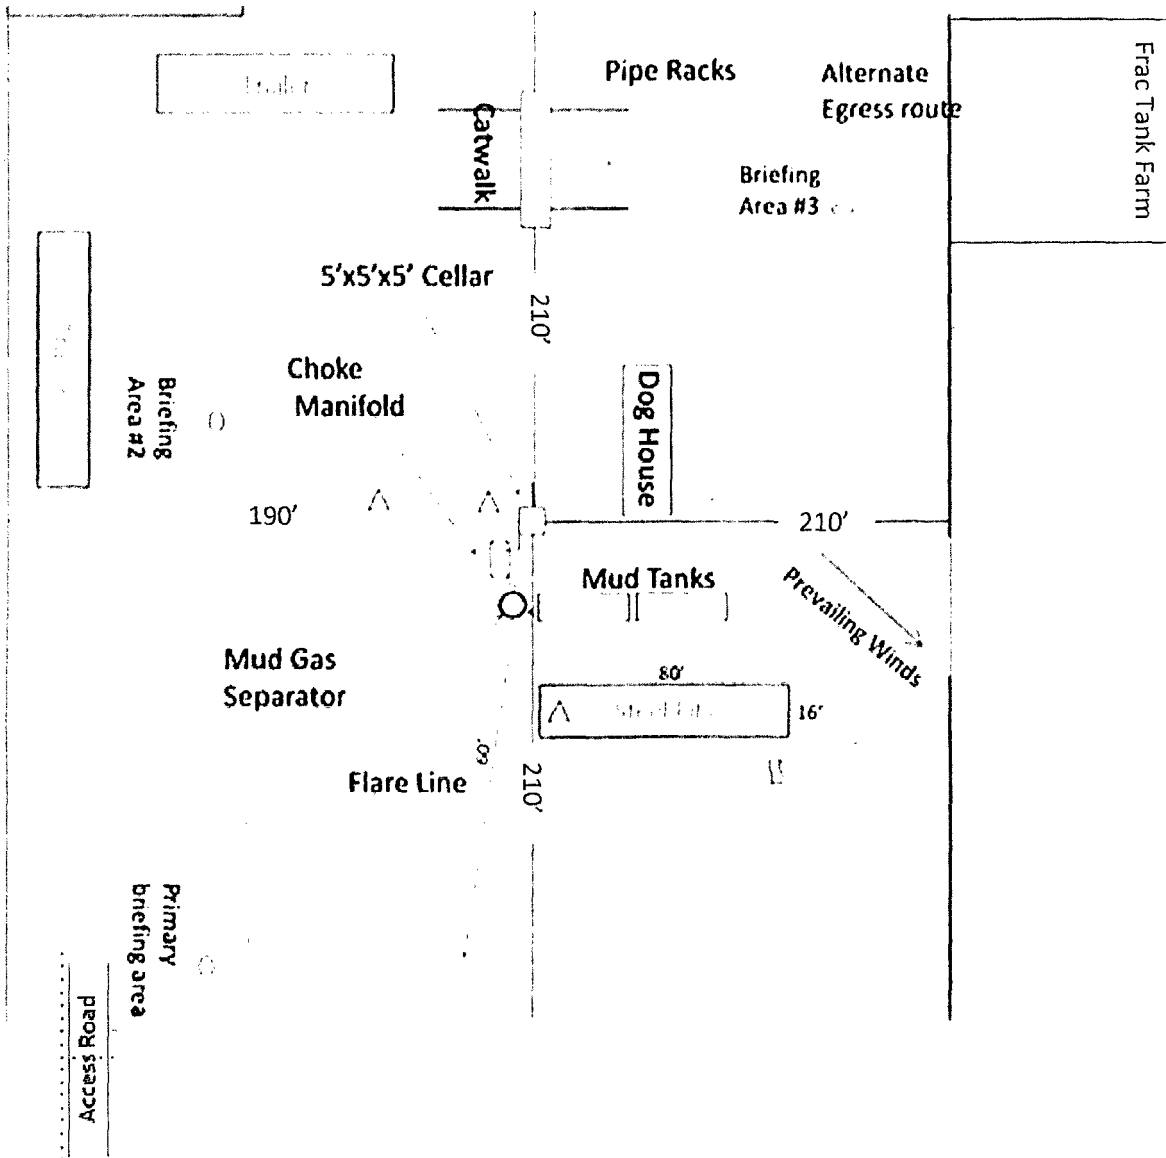 Pipe Racks
Alternate
Egress route
Frac Tank Farm
Trailer
Catwalk
Briefing
Area #3
5'x5'x5' Cellar
210'
Choke
Manifold
Dog House
Briefing
Area #2
190'
210'
Mud Tanks
Prevailing Winds
Mud Gas
Separator
80'
16'
60'
Flare Line
210'
Primary
briefing area
Access Road